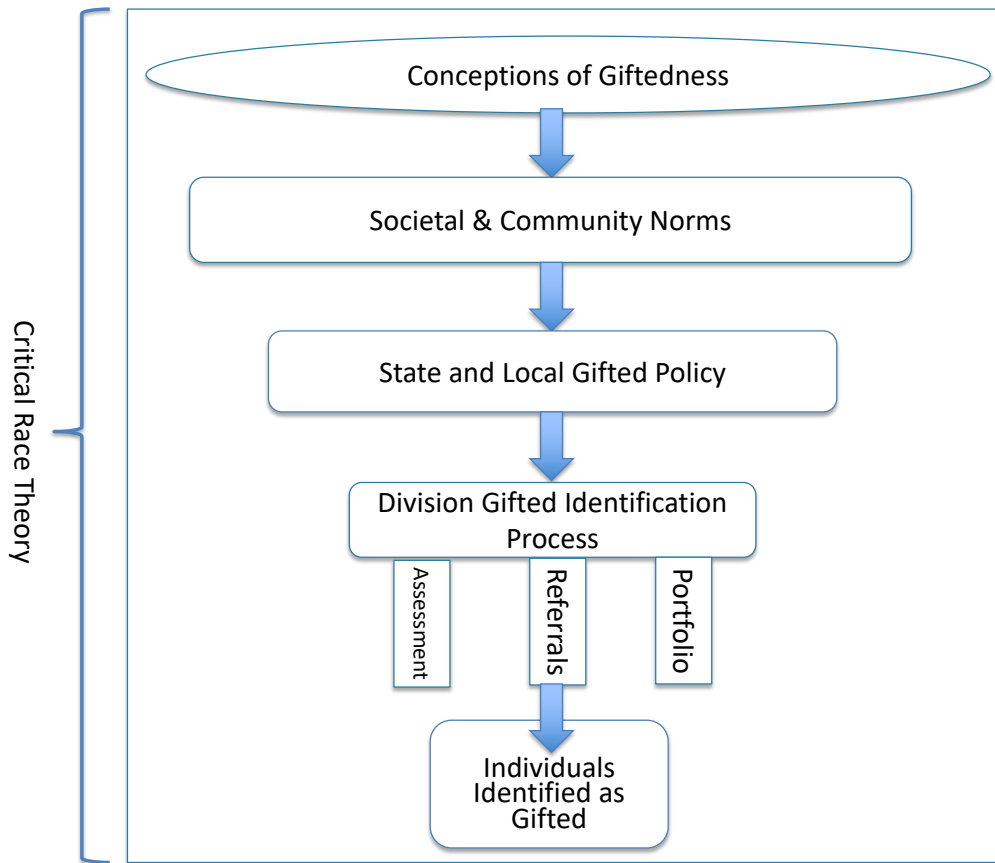 Critical Race Theory
Conceptions of Giftedness
Societal & Community Norms
State and Local Gifted Policy
Division Gifted Identification
Process
Assessment
Referrals
Portfolio
Individuals
Identified as
Gifted